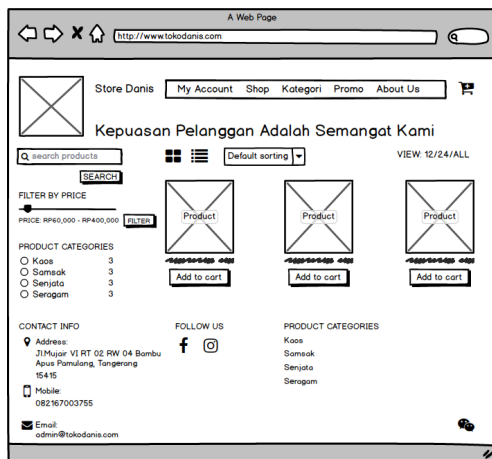 A Web Page
http://www.tokodanis.com
Store Danis
My Account Shop Kategori Promo About Us
Kepuasan Pelanggan Adalah Semangat Kami
search products
Default sorting
VIEW: 12/24/ALL
SEARCH
FILTER BY PRICE
PRICE: RP60,000 - RP400,000 FILTER
PRODUCT CATEGORIES
Kaos 3
Samsak 3
Senjata 3
Seragam 3
Product Product Product
Add to cart Add to cart Add to cart
CONTACT INFO
Address:
Jl.Mujair VI RT 02 RW 04 Bambu
Apus Pamulang, Tangerang
15415
Mobile:
082167003755
Email:
admin@tokodanis.com
FOLLOW US
PRODUCT CATEGORIES
Kaos
Samsak
Senjata
Seragam